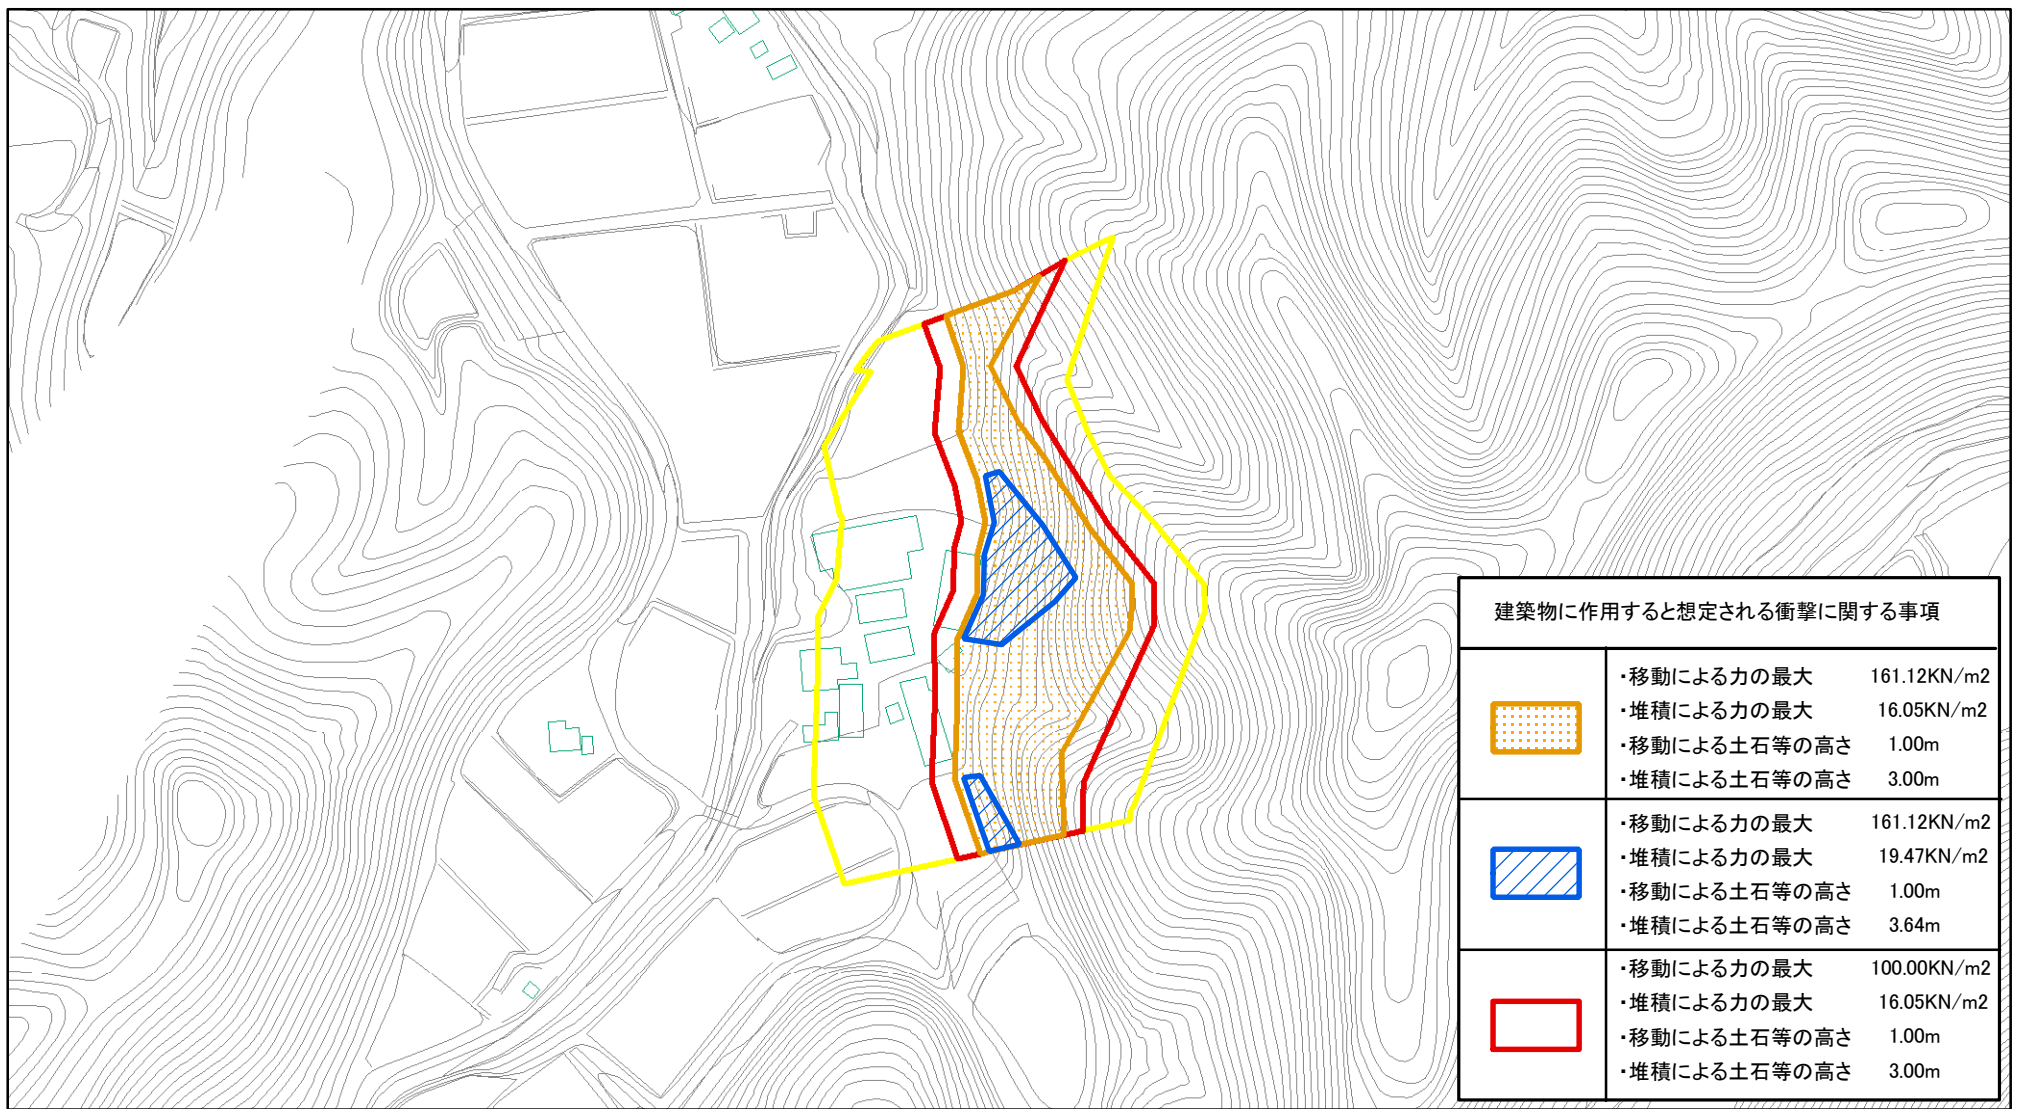 建築物に作用すると想定される衝撃に関する事項
・移動による力の最大 161.12KN/m2
・堆積による力の最大 16.05KN/m2
・移動による土石等の高さ 1.00m
・堆積による土石等の高さ 3.00m
・移動による力の最大 161.12KN/m2
・堆積による力の最大 19.47KN/m2
・移動による土石等の高さ 1.00m
・堆積による土石等の高さ 3.64m
・移動による力の最大 100.00KN/m2
・堆積による力の最大 16.05KN/m2
・移動による土石等の高さ 1.00m
・堆積による土石等の高さ 3.00m